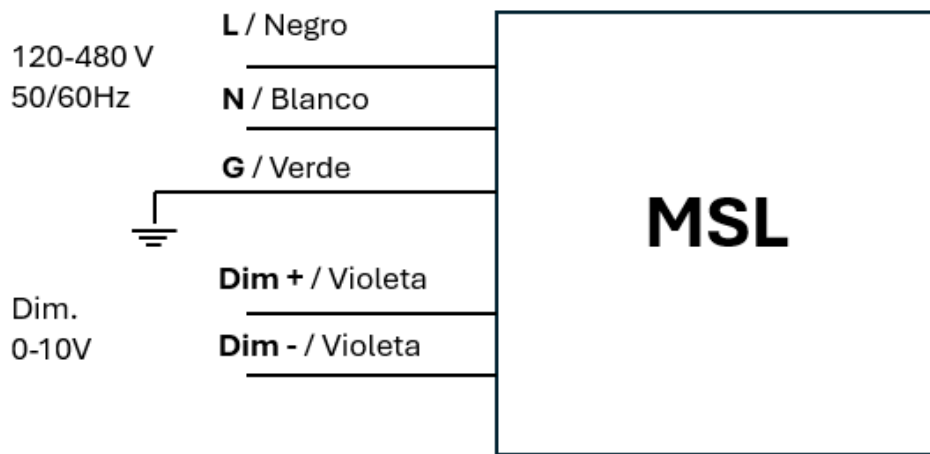 L / Negro
120-480 V
50/60Hz
N / Blanco
G / Verde
MSL
Dim + / Violeta
Dim.
0-10V
Dim - / Violeta